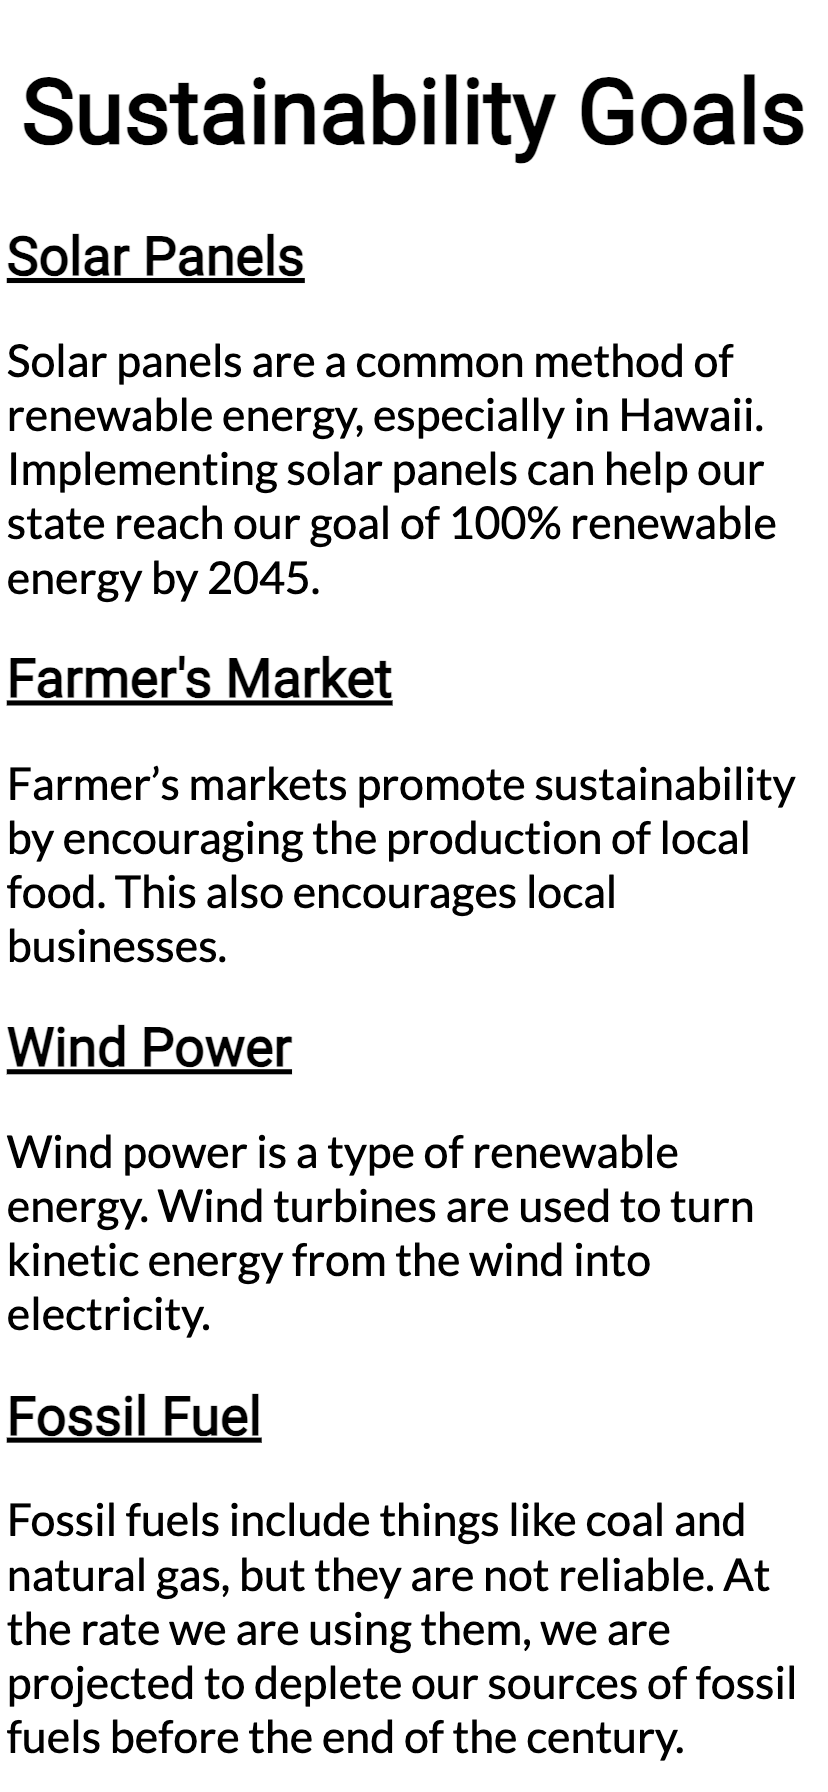 Sustainability Goals
Solar Panels
Solar panels are a common method of
renewable energy, especially in Hawaii.
Implementing solar panels can help our
state reach our goal of 100% renewable
energy by 2045.
Farmer's Market
Farmer’s markets promote sustainability
by encouraging the production of local
food. This also encourages local
businesses.
Wind Power
Wind power is a type of renewable
energy. Wind turbines are used to turn
kinetic energy from the wind into
electricity.
Fossil Fuel
Fossil fuels include things like coal and
natural gas, but they are not reliable. At
the rate we are using them, we are
projected to deplete our sources of fossil
fuels before the end of the century.